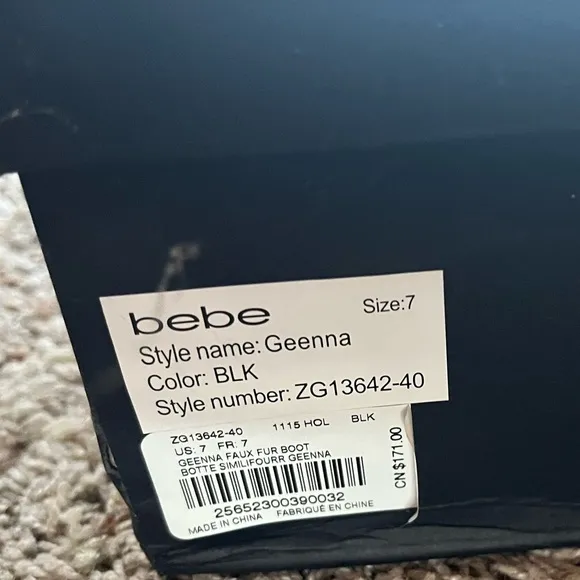 bebe Size:7
Style name: Geenna
Color: BLK
Style number: ZG13642-40
ZG13642-40 1115 HOL BLK
US: 7 FR: 7
GEENNA FAUX FUR BOOT
BOTTE SIMILIFOURR GEENNA
25652300390032
MADE IN CHINA FABRIQUÉ EN CHINE
CN $171.00